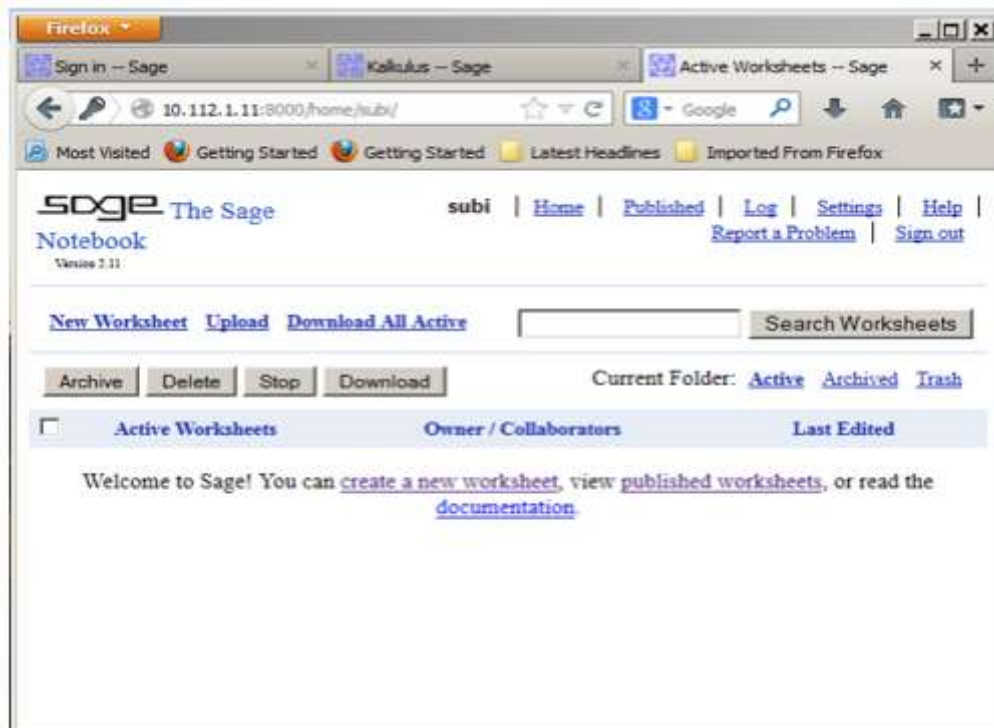 Firefox
Sign in -- Sage
Kalkulus -- Sage
Active Worksheets -- Sage
10.112.1.11:8000/home/subi/
Google
Most Visited
Getting Started
Getting Started
Latest Headlines
Imported From Firefox
sage The Sage
Notebook
subi | Home | Published | Log | Settings | Help |
Report a Problem | Sign out
New Worksheet Upload Download All Active
Search Worksheets
Archive Delete Stop Download
Current Folder: Active Archived Trash
Active Worksheets Owner / Collaborators Last Edited
Welcome to Sage! You can create a new worksheet, view published worksheets, or read the
documentation.